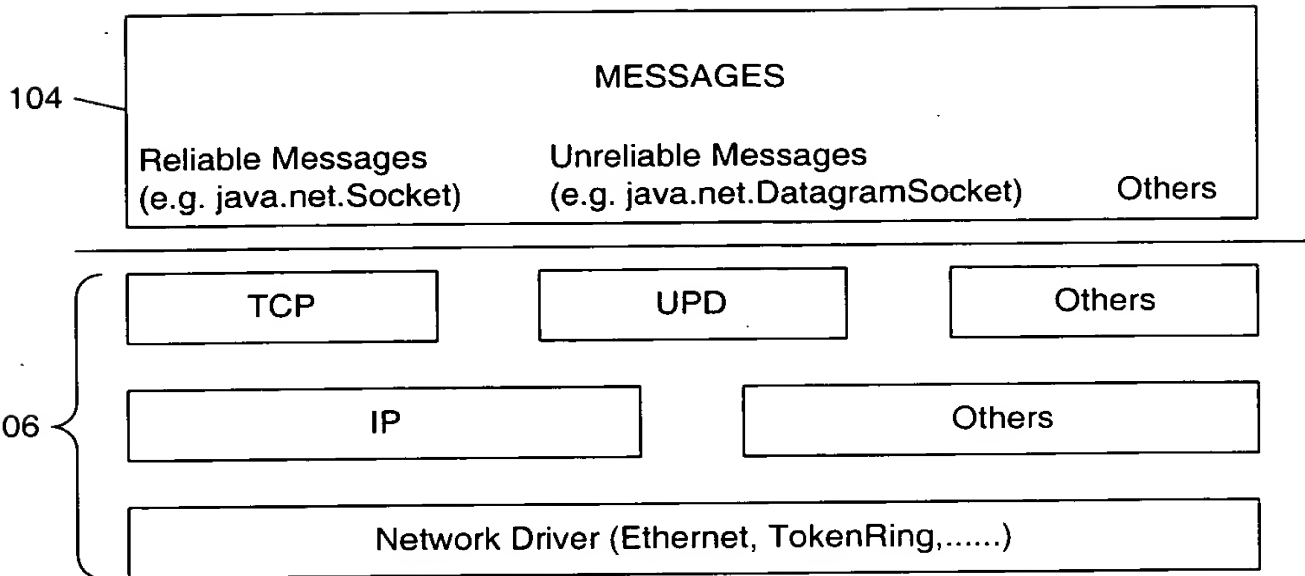 MESSAGES
104
Reliable Messages
(e.g. java.net.Socket)
Unreliable Messages
(e.g. java.net.DatagramSocket)
Others
TCP
UPD
Others
06
IP
Others
Network Driver (Ethernet, TokenRing,......)